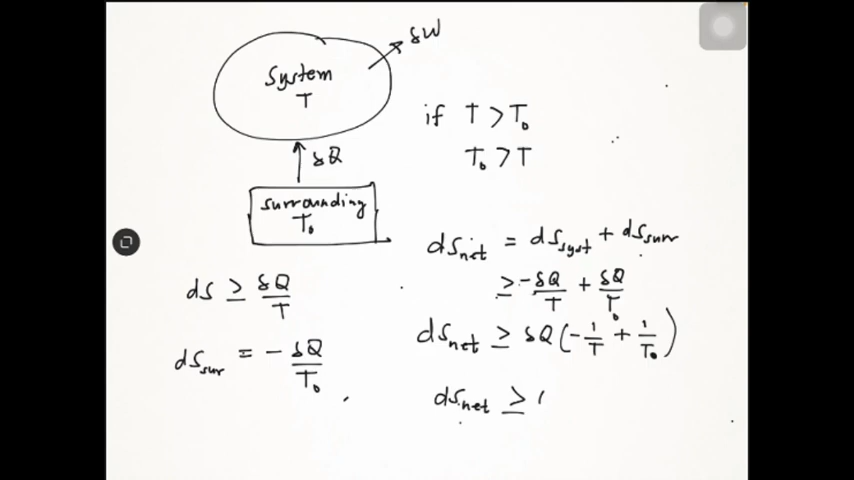 δW
System
T
if T > T₀
T₀ > T
δQ
surrounding
T₀
dS_net = dS_syst + dS_surr
≥ -δQ/T + δQ/T₀
dS ≥ δQ/T
dS_net ≥ δQ(-1/T + 1/T₀)
dS_sur = - δQ/T₀
dS_net ≥